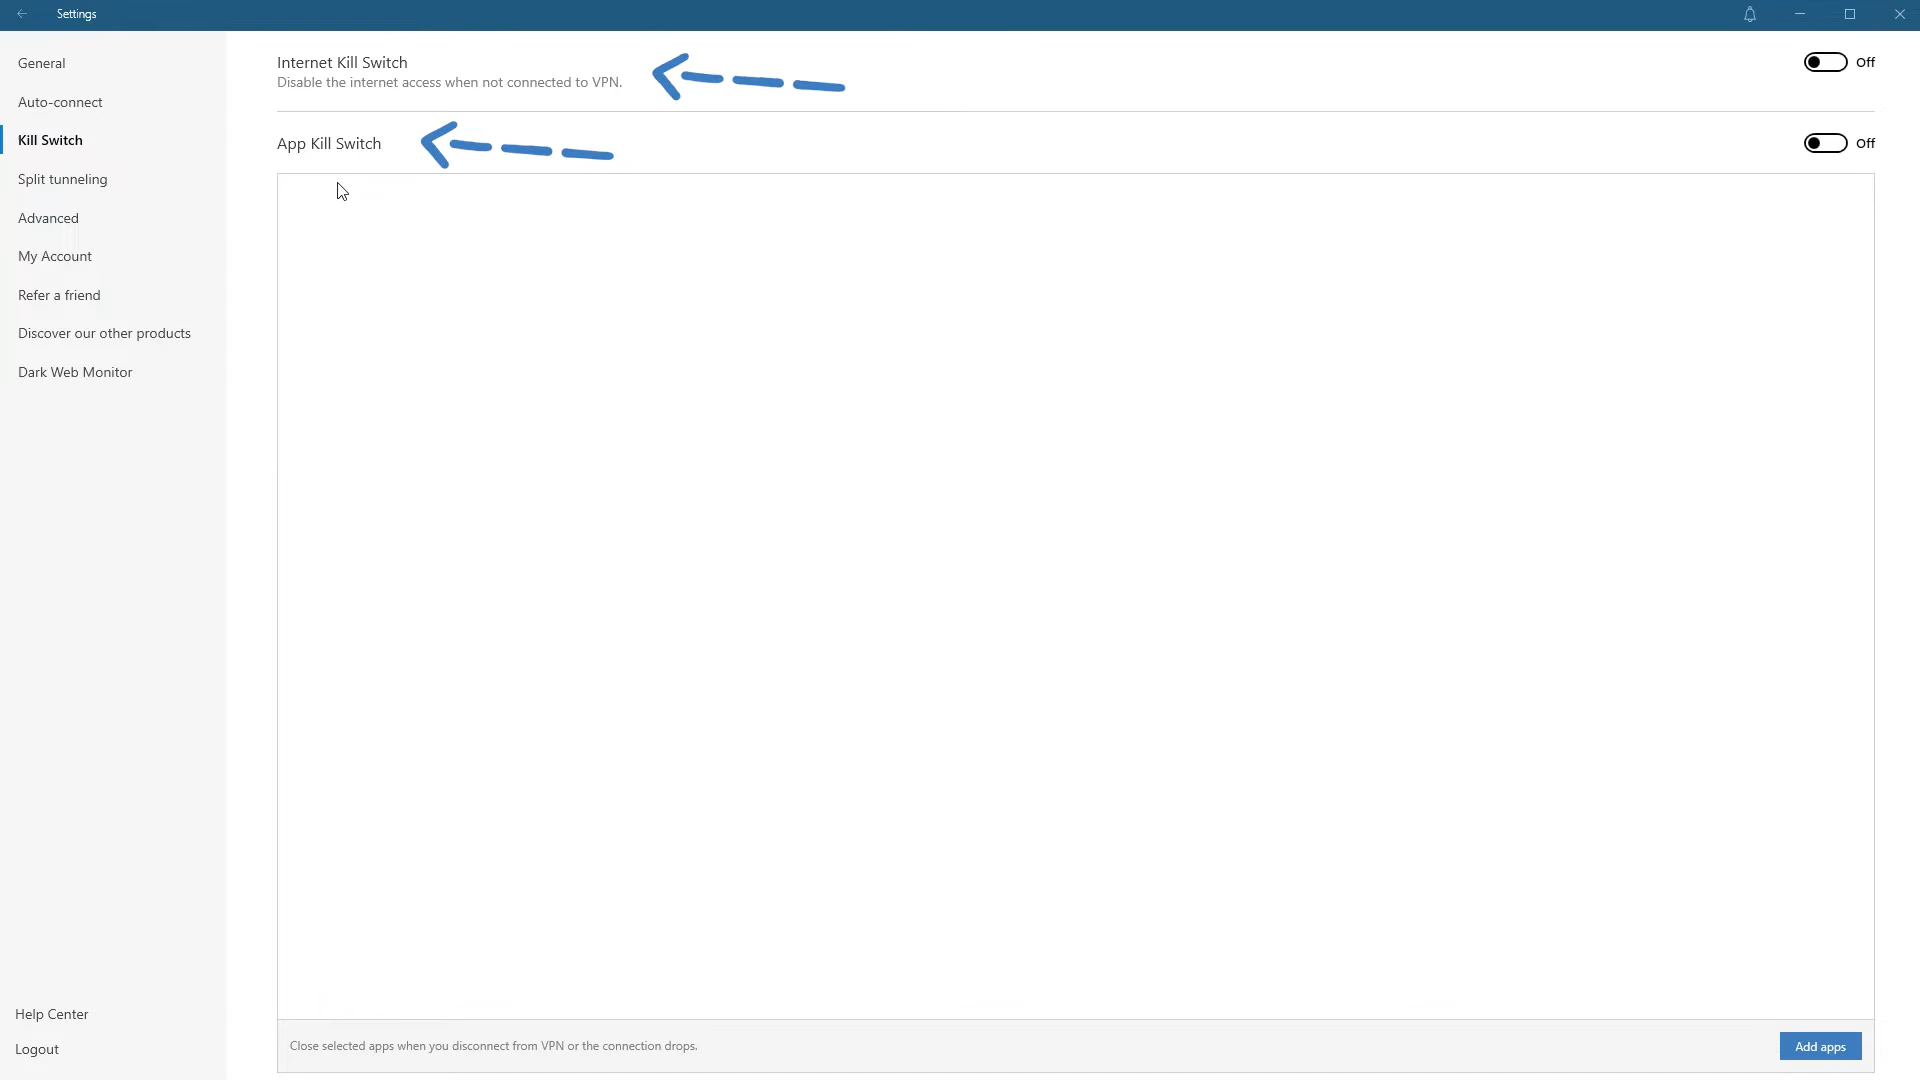 Settings
General
Auto-connect
Kill Switch
Split tunneling
Advanced
My Account
Refer a friend
Discover our other products
Dark Web Monitor
Help Center
Logout
Internet Kill Switch
Off
Disable the internet access when not connected to VPN.
App Kill Switch
Off
Close selected apps when you disconnect from VPN or the connection drops.
Add apps